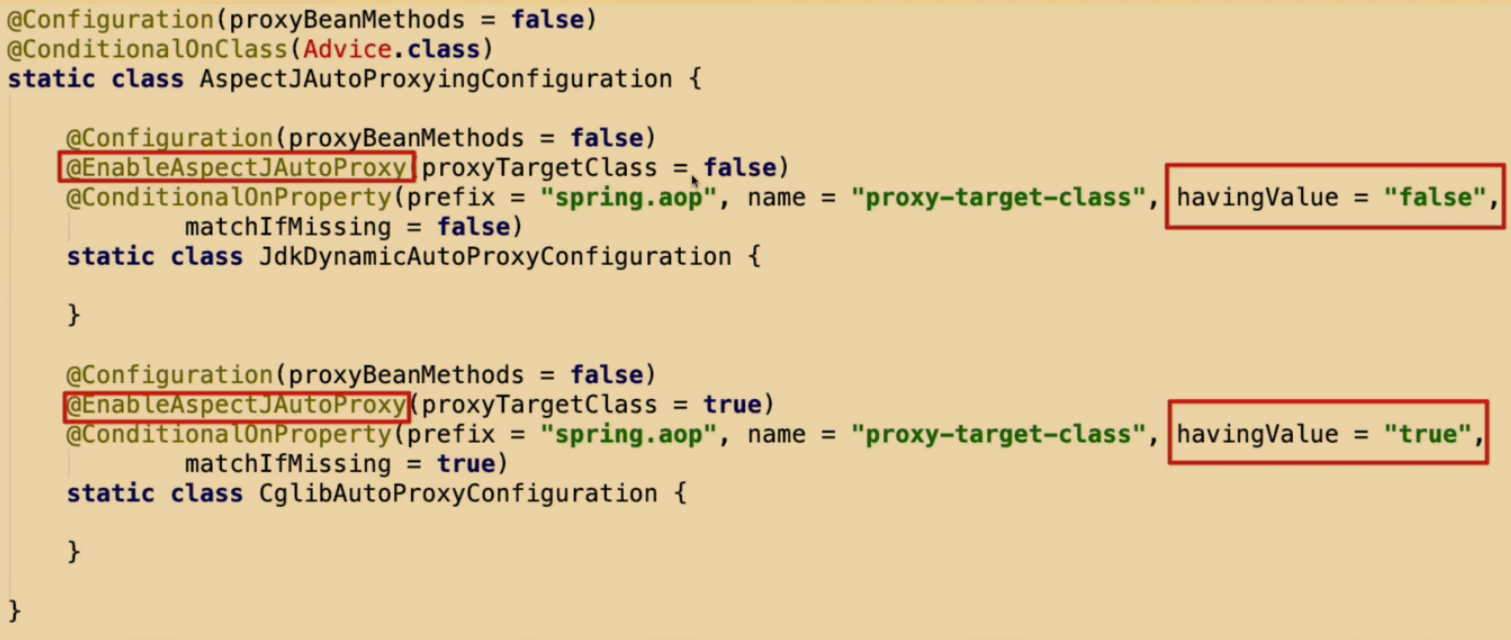 @Configuration(proxyBeanMethods = false)
@ConditionalOnClass(Advice.class)
static class AspectJAutoProxyingConfiguration {
@Configuration(proxyBeanMethods = false)
@EnableAspectJAutoProxy(proxyTargetClass = false)
@ConditionalOnProperty(prefix = "spring.aop", name = "proxy-target-class", havingValue = "false",
matchIfMissing = false)
static class JdkDynamicAutoProxyConfiguration {
}
@Configuration(proxyBeanMethods = false)
@EnableAspectJAutoProxy(proxyTargetClass = true)
@ConditionalOnProperty(prefix = "spring.aop", name = "proxy-target-class", havingValue = "true",
matchIfMissing = true)
static class CglibAutoProxyConfiguration {
}
}